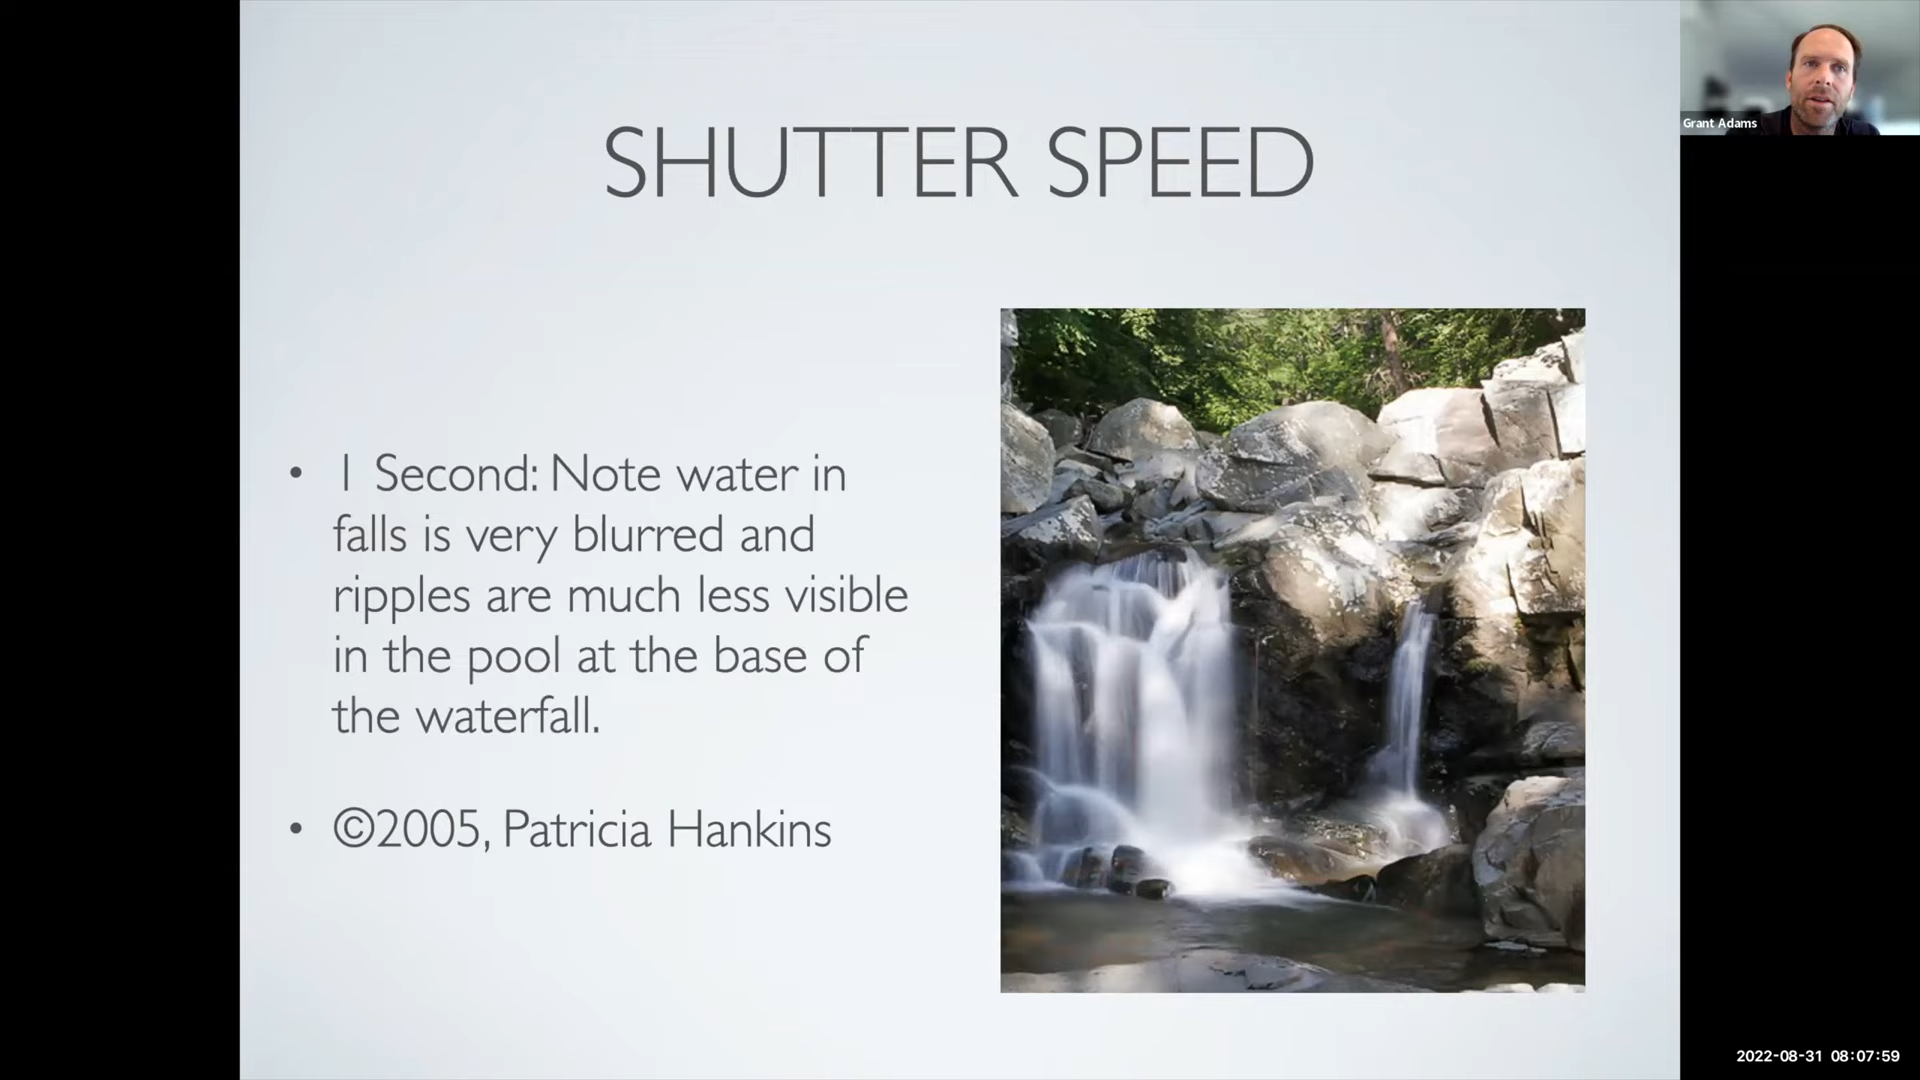 SHUTTER SPEED
Grant Adams
• 1 Second: Note water in
falls is very blurred and
ripples are much less visible
in the pool at the base of
the waterfall.
• ©2005, Patricia Hankins
2022-08-31 08:07:59